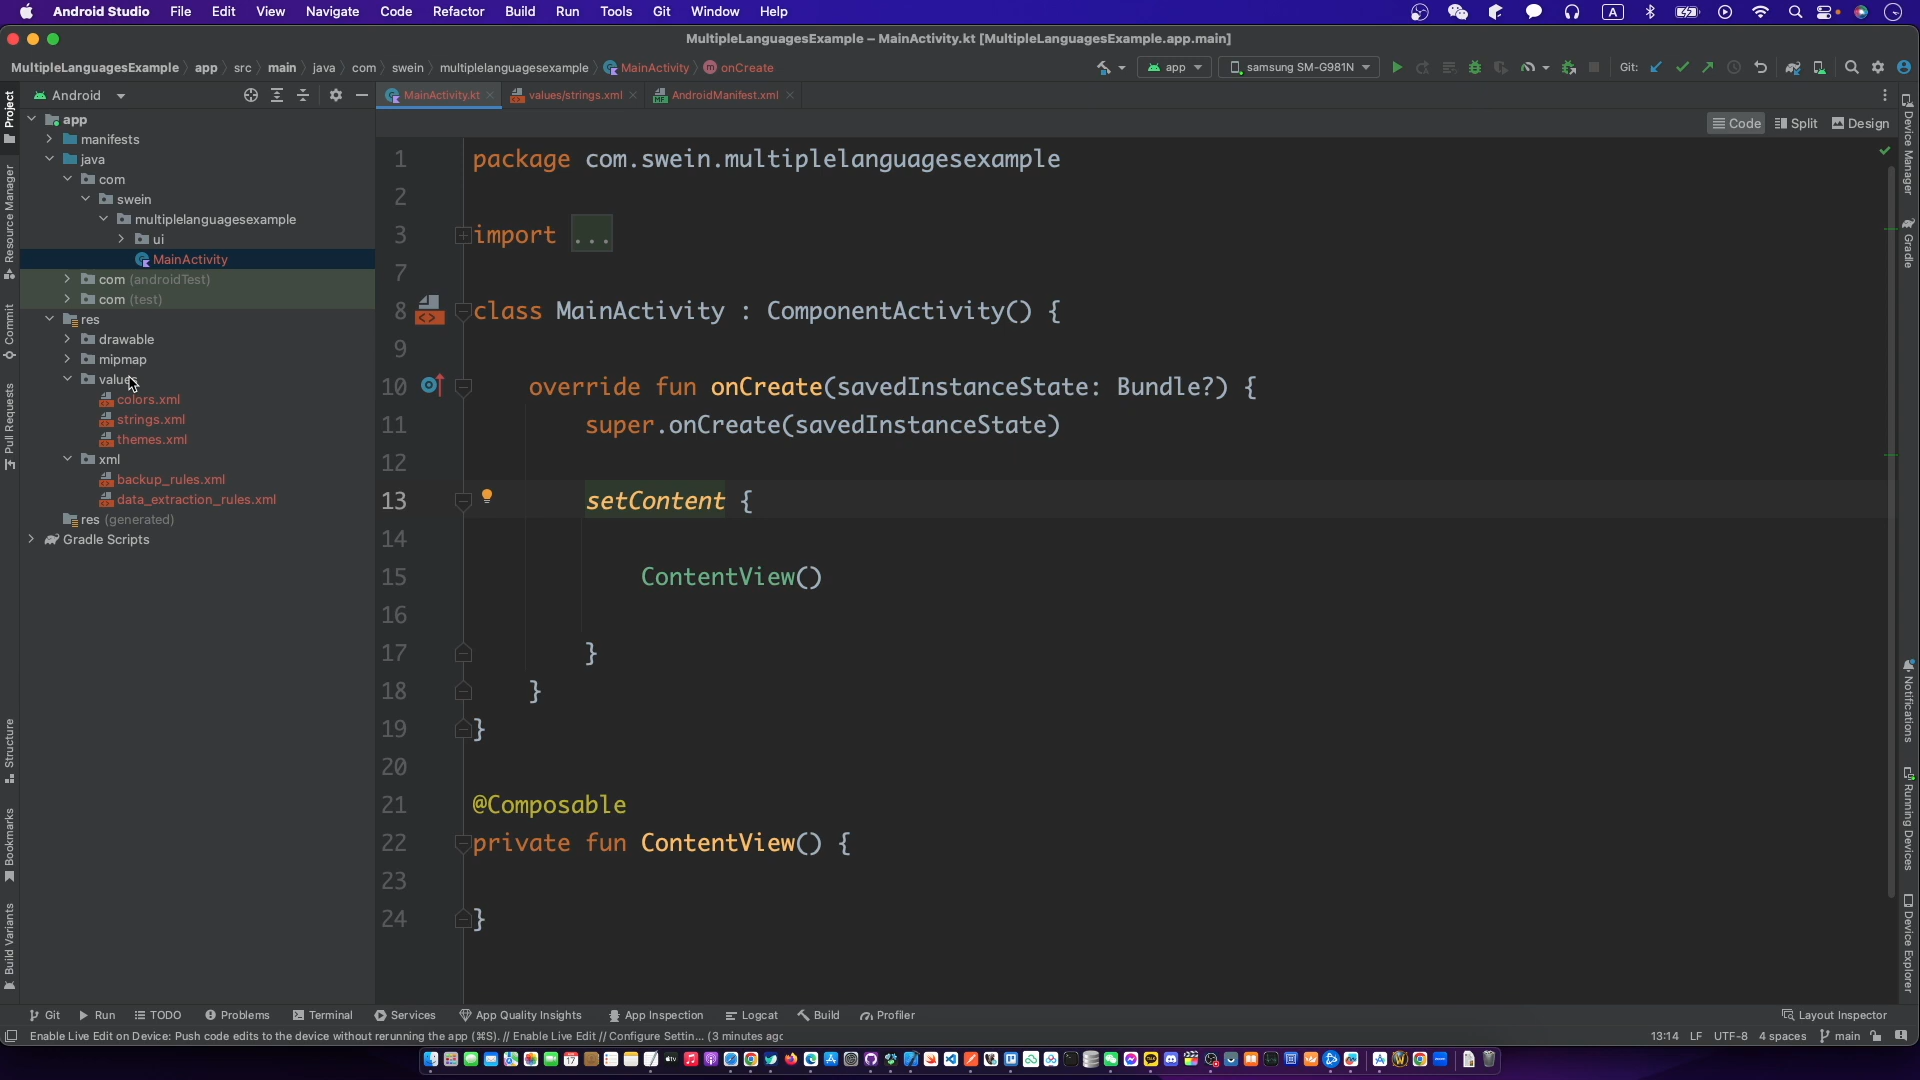 Android Studio File Edit View Navigate Code Refactor Build Run Tools Git Window Help
MultipleLanguagesExample – MainActivity.kt [MultipleLanguagesExample.app.main]
MultipleLanguagesExample app src main java com swein multiplelanguagesexample MainActivity onCreate
app samsung SM-G981N Git:
Android
MainActivity.kt values/strings.xml AndroidManifest.xml
Code Split Design
app
manifests
java
com
swein
multiplelanguagesexample
ui
MainActivity
com (androidTest)
com (test)
res
drawable
mipmap
values
colors.xml
strings.xml
themes.xml
xml
backup_rules.xml
data_extraction_rules.xml
res (generated)
Gradle Scripts
1 package com.swein.multiplelanguagesexample
2
3 import ...
7
8 class MainActivity : ComponentActivity() {
9
10 override fun onCreate(savedInstanceState: Bundle?) {
11 super.onCreate(savedInstanceState)
12
13 setContent {
14
15 ContentView()
16
17 }
18 }
19 }
20
21 @Composable
22 private fun ContentView() {
23
24 }
Project
Resource Manager
Commit
Pull Requests
Structure
Bookmarks
Build Variants
Device Manager
Gradle
Notifications
Running Devices
Device Explorer
Git Run TODO Problems Terminal Services App Quality Insights App Inspection Logcat Build Profiler Layout Inspector
Enable Live Edit on Device: Push code edits to the device without rerunning the app (⌘S). // Enable Live Edit // Configure Settin... (3 minutes ago 13:14 LF UTF-8 4 spaces main